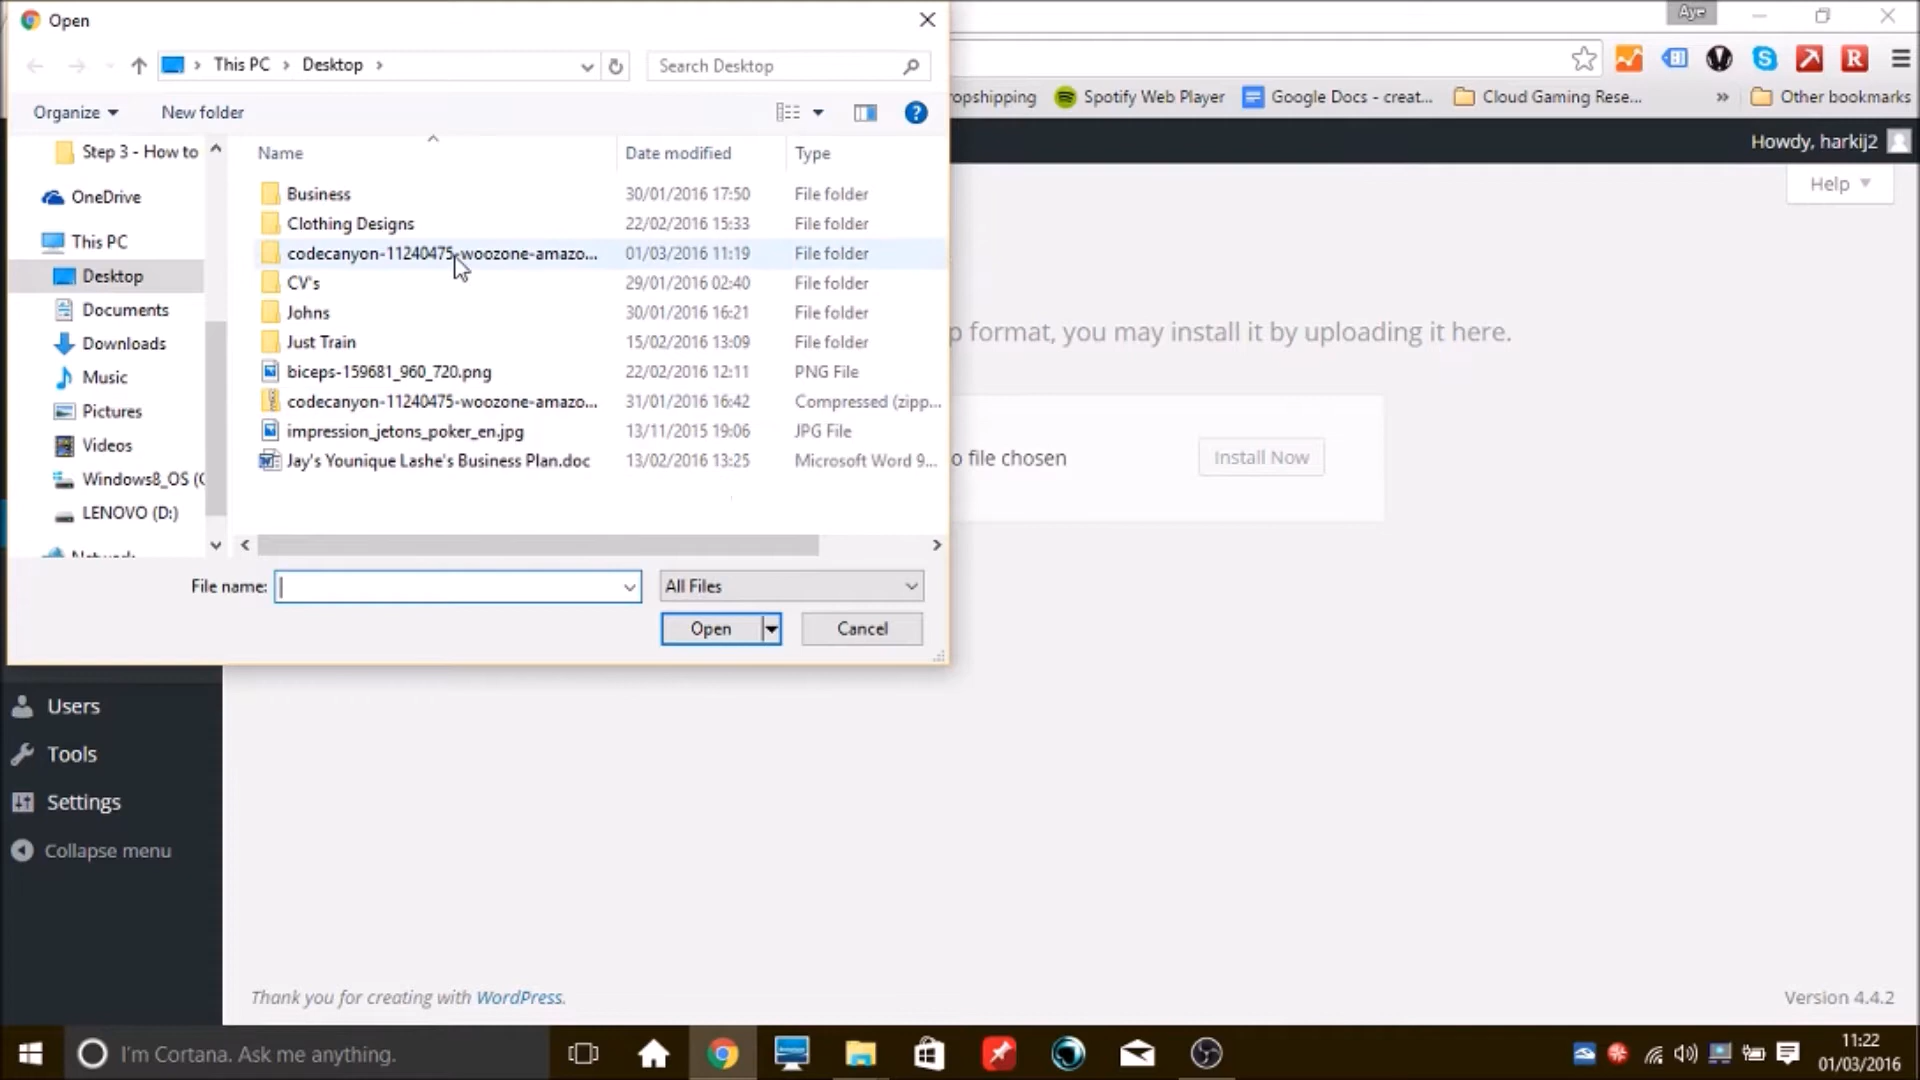 Open
Aye
This PC > Desktop >
Search Desktop
Organize
New folder
opshipping
Spotify Web Player
Google Docs - creat...
Cloud Gaming Rese...
» Other bookmarks
Howdy, harkij2
Help
Step 3 - How to
OneDrive
This PC
Desktop
Documents
Downloads
Music
Pictures
Videos
Windows8_OS (
LENOVO (D:)
Network
Name Date modified Type
Business 30/01/2016 17:50 File folder
Clothing Designs 22/02/2016 15:33 File folder
codecanyon-11240475-woozone-amazo... 01/03/2016 11:19 File folder
CV's 29/01/2016 02:40 File folder
Johns 30/01/2016 16:21 File folder
Just Train 15/02/2016 13:09 File folder
biceps-159681_960_720.png 22/02/2016 12:11 PNG File
codecanyon-11240475-woozone-amazo... 31/01/2016 16:42 Compressed (zipp...
impression_jetons_poker_en.jpg 13/11/2015 19:06 JPG File
Jay's Younique Lashe's Business Plan.doc 13/02/2016 13:25 Microsoft Word 9...
p format, you may install it by uploading it here.
o file chosen
Install Now
File name:
All Files
Open
Cancel
Users
Tools
Settings
Collapse menu
Thank you for creating with WordPress.
Version 4.4.2
I'm Cortana. Ask me anything.
11:22
01/03/2016